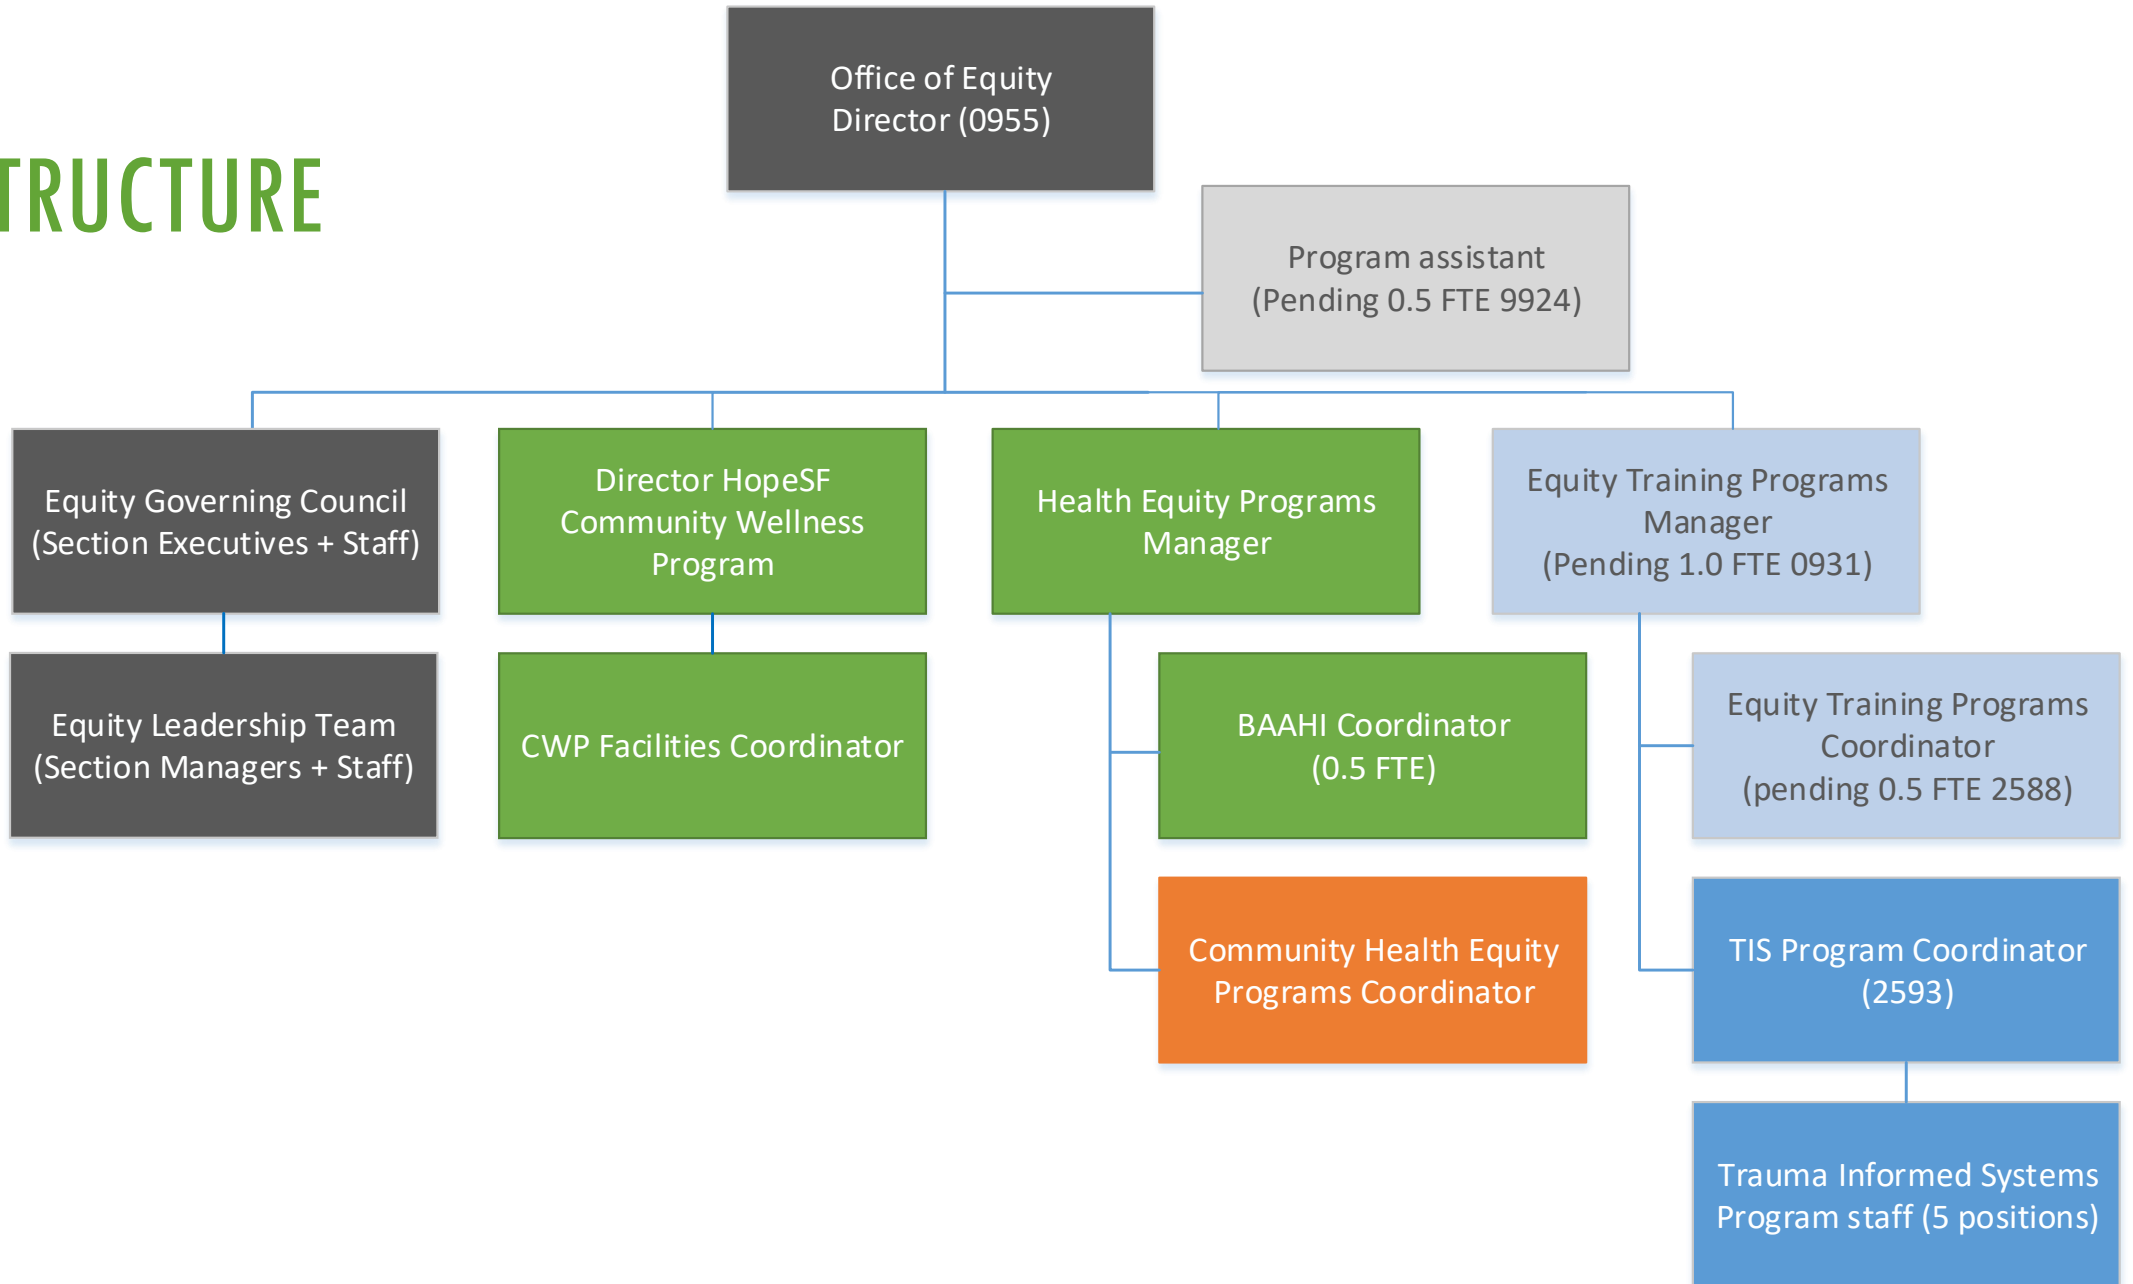 Office of Equity
Director (0955)
TRUCTURE
Program assistant
(Pending 0.5 FTE 9924)
Equity Governing Council
(Section Executives + Staff)
Director HopeSF
Community Wellness
Program
Health Equity Programs
Manager
Equity Training Programs
Manager
(Pending 1.0 FTE 0931)
Equity Leadership Team
(Section Managers + Staff)
CWP Facilities Coordinator
BAAHI Coordinator
(0.5 FTE)
Equity Training Programs
Coordinator
(pending 0.5 FTE 2588)
Community Health Equity
Programs Coordinator
TIS Program Coordinator
(2593)
Trauma Informed Systems
Program staff (5 positions)